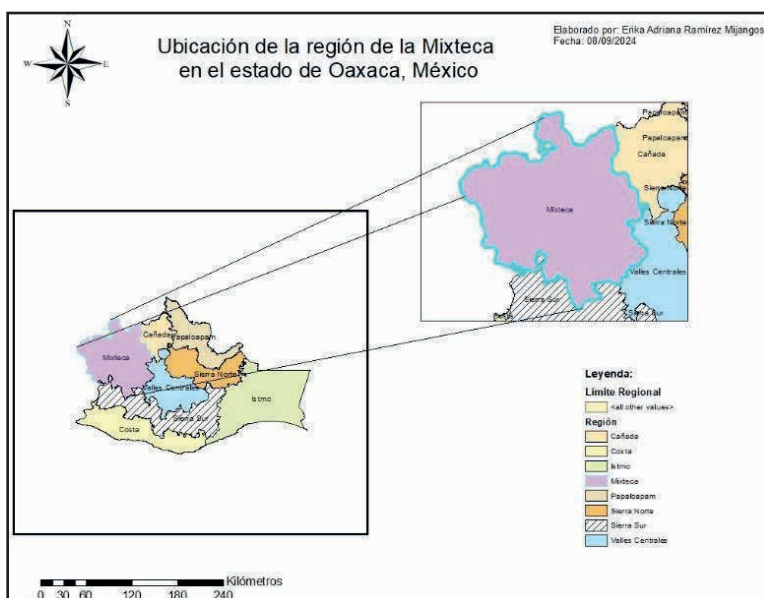 N
W
E
S
Ubicación de la región de la Mixteca
en el estado de Oaxaca, México
Elaborado por: Erika Adriana Ramírez Mijangos
Fecha: 08/09/2024
Papaloapam
Papaloapam
Cañada
Sierra Norte
Mixteca
Sierra Norte
Valles Centrales
Sierra Sur
Sierra Sur
Cañada
Papaloapam
Mixteca
Sierra Norte
Valles Centrales
Istmo
Sierra Sur
Costa
Leyenda:
Límite Regional
<all other values>
Región
Cañada
Costa
Istmo
Mixteca
Papaloapam
Sierra Norte
Sierra Sur
Valles Centrales
Kilómetros
0 30 60 120 180 240